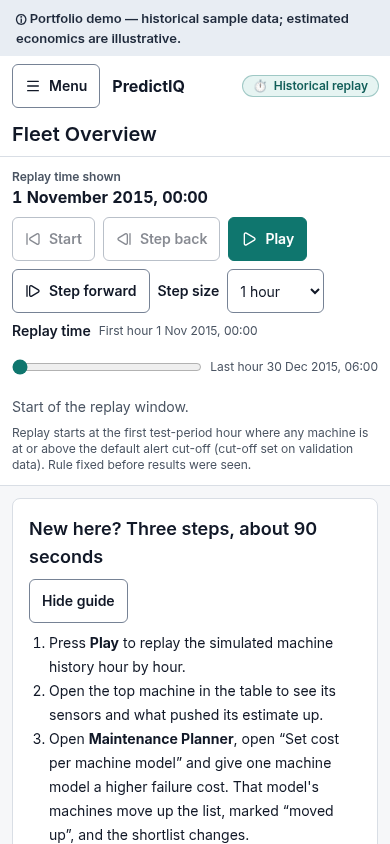 Portfolio demo — historical sample data; estimated
economics are illustrative.
Menu
PredictIQ
Historical replay
Fleet Overview
Replay time shown
1 November 2015, 00:00
Start
Step back
Play
Step forward
Step size
1 hour
Replay time
First hour 1 Nov 2015, 00:00
Last hour 30 Dec 2015, 06:00
Start of the replay window.
Replay starts at the first test-period hour where any machine is
at or above the default alert cut-off (cut-off set on validation
data). Rule fixed before results were seen.
New here? Three steps, about 90
seconds
Hide guide
1. Press Play to replay the simulated machine
history hour by hour.
2. Open the top machine in the table to see its
sensors and what pushed its estimate up.
3. Open Maintenance Planner, open “Set cost
per machine model” and give one machine
model a higher failure cost. That model's
machines move up the list, marked “moved
up”, and the shortlist changes.